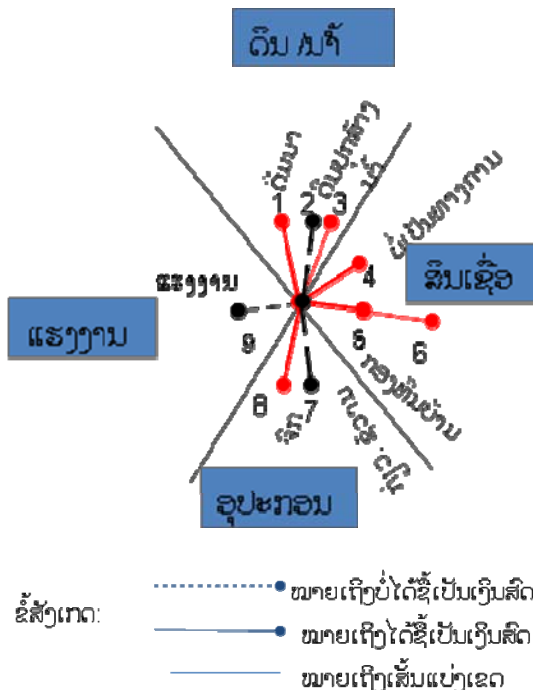 ດິນ /ນ້ຳ
ດິນນາ
ດິນປຸກສ້າງ
ນ້ຳ
1 2 3
ບໍ່ເປັນທາງການ
4
ແຮງງານ
ສິນເຊື່ອ
ແຮງງານ
9
5
6
ກອງທຶນບ້ານ
8
7
ອຸປະກອນ
ຂໍ້ສັງເກດ:
ໝາຍເຖິງບໍ່ໄດ້ຊື້ເປັນເງິນສົດ
ໝາຍເຖິງໄດ້ຊື້ເປັນເງິນສົດ
ໝາຍເຖິງເສັ້ນແບ່ງເຂດ